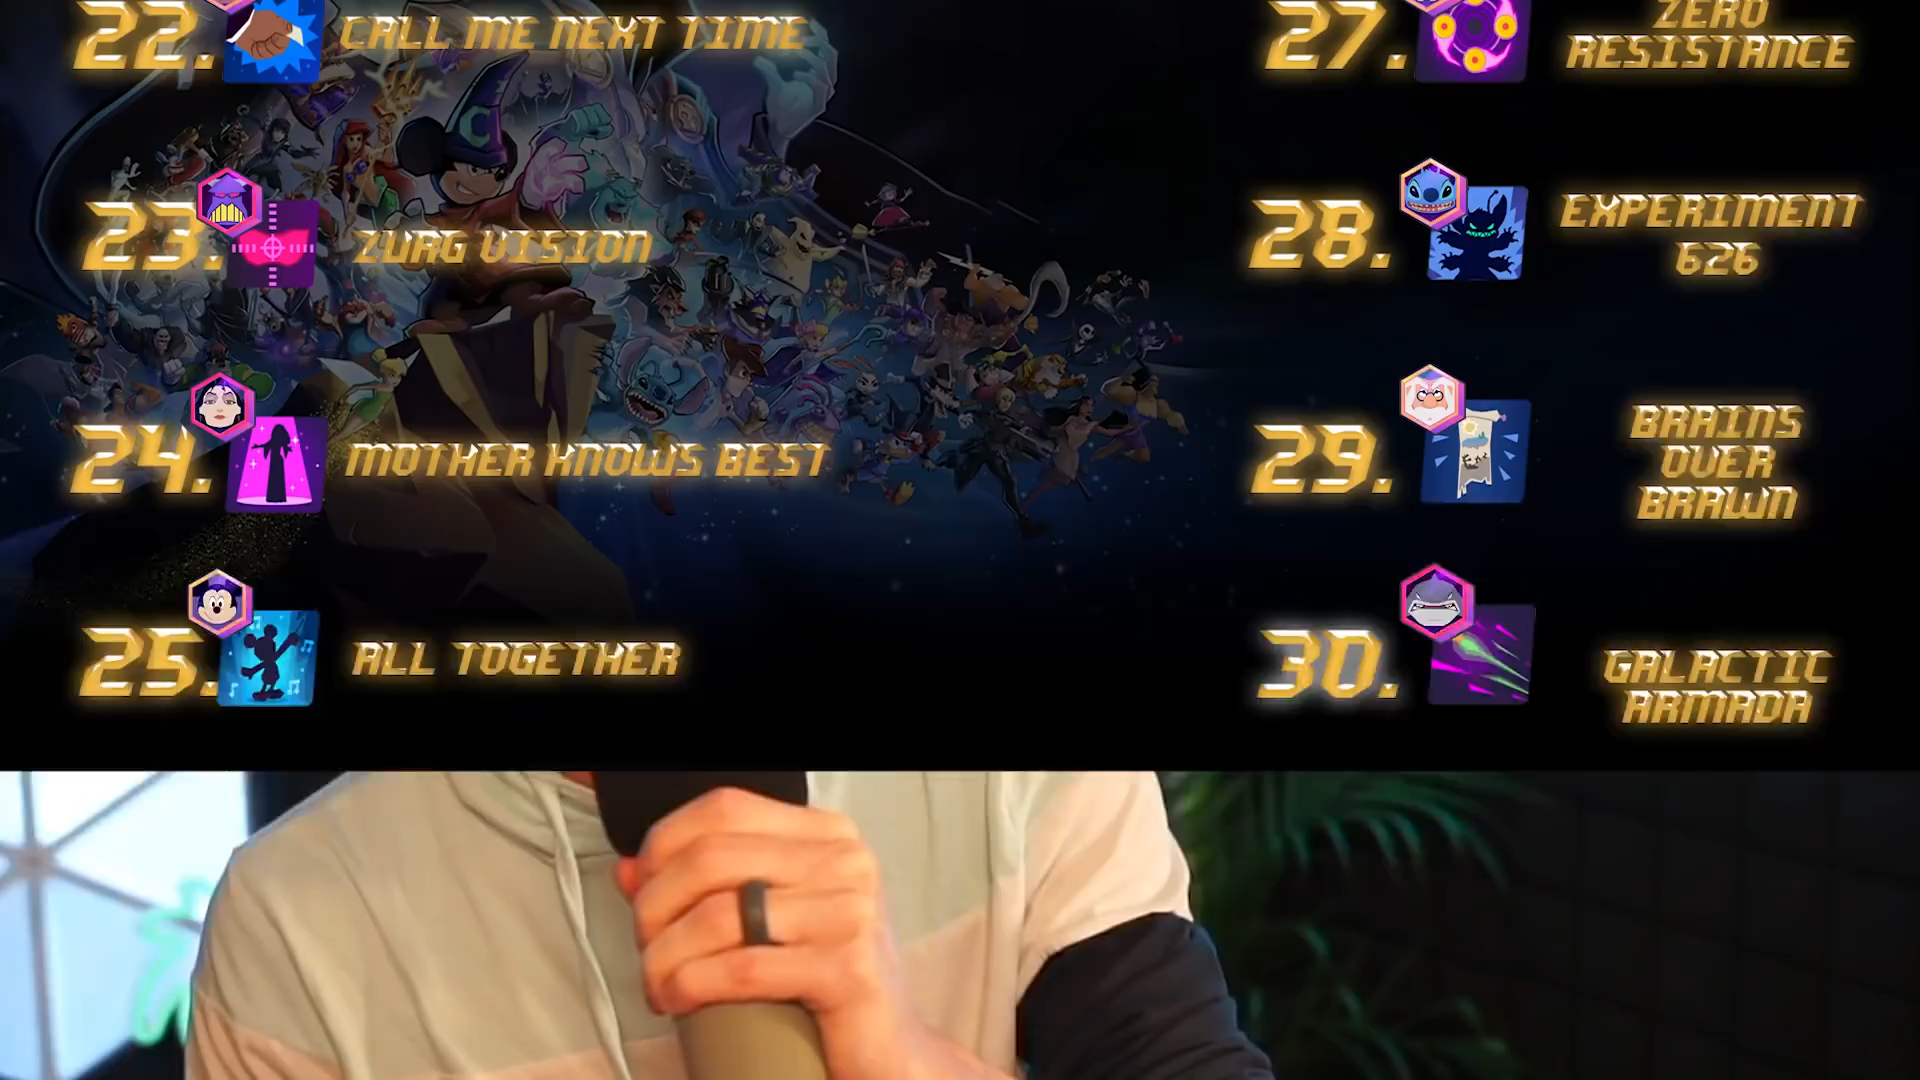 22. CALL ME NEXT TIME
23. ZURG VISION
24. MOTHER KNOWS BEST
25. ALL TOGETHER
27. ZERO
RESISTANCE
28. EXPERIMENT
626
29. BRAINS
OVER
BRAWN
30. GALACTIC
ARMADA